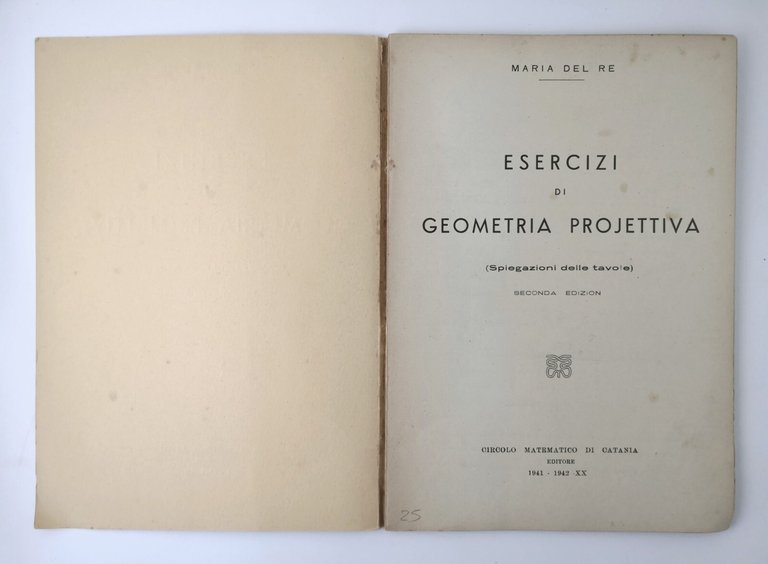 MARIA DEL RE
ESERCIZI
DI
GEOMETRIA PROJETTIVA
(Spiegazioni delle tavole)
SECONDA EDIZION
CIRCOLO MATEMATICO DI CATANIA
EDITORE
1941 - 1942 -XX
25